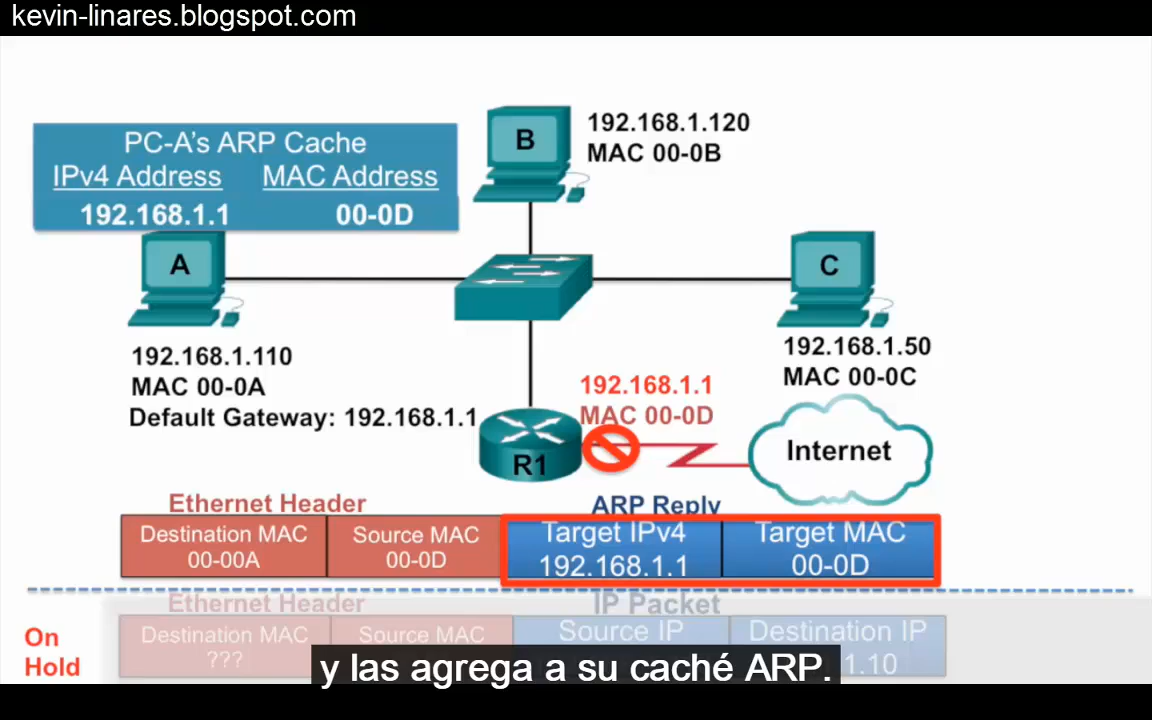 kevin-linares.blogspot.com
PC-A's ARP Cache
IPv4 Address MAC Address
192.168.1.1 00-0D
B
192.168.1.120
MAC 00-0B
A
C
192.168.1.110
MAC 00-0A
Default Gateway: 192.168.1.1
192.168.1.50
MAC 00-0C
192.168.1.1
MAC 00-0D
R1
Internet
Ethernet Header
ARP Reply
Destination MAC
00-00A
Source MAC
00-0D
Target IPv4
192.168.1.1
Target MAC
00-0D
Ethernet Header
IP Packet
On
Hold
Destination MAC
???
Source MAC
Source IP
Destination IP
1.10
y las agrega a su caché ARP.